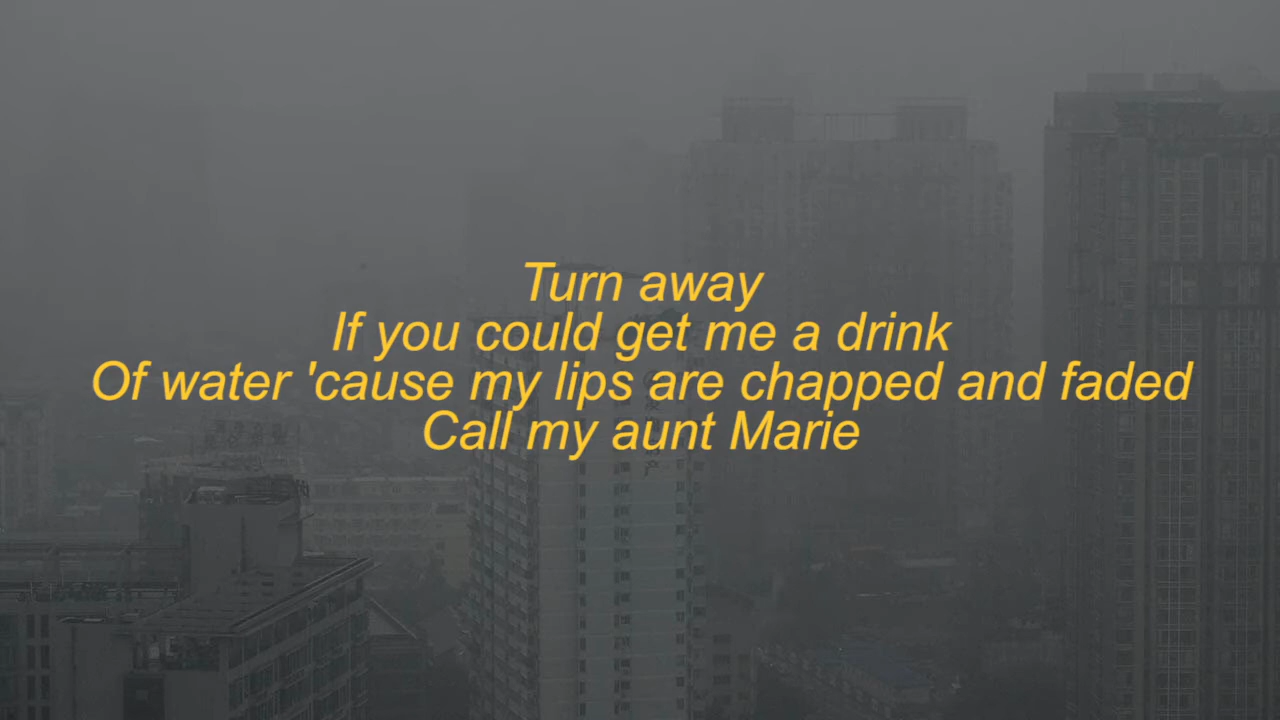 Turn away
If you could get me a drink
Of water 'cause my lips are chapped and faded
Call my aunt Marie